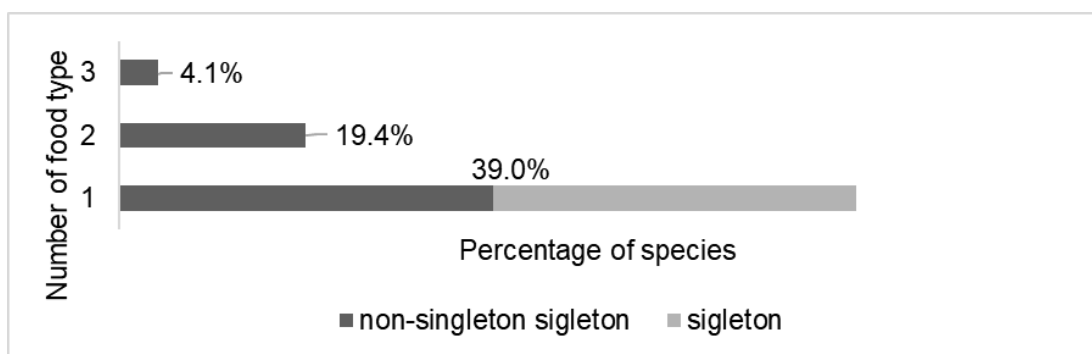 Number of food type
3
4.1%
2
19.4%
39.0%
1
Percentage of species
non-singleton sigleton
sigleton